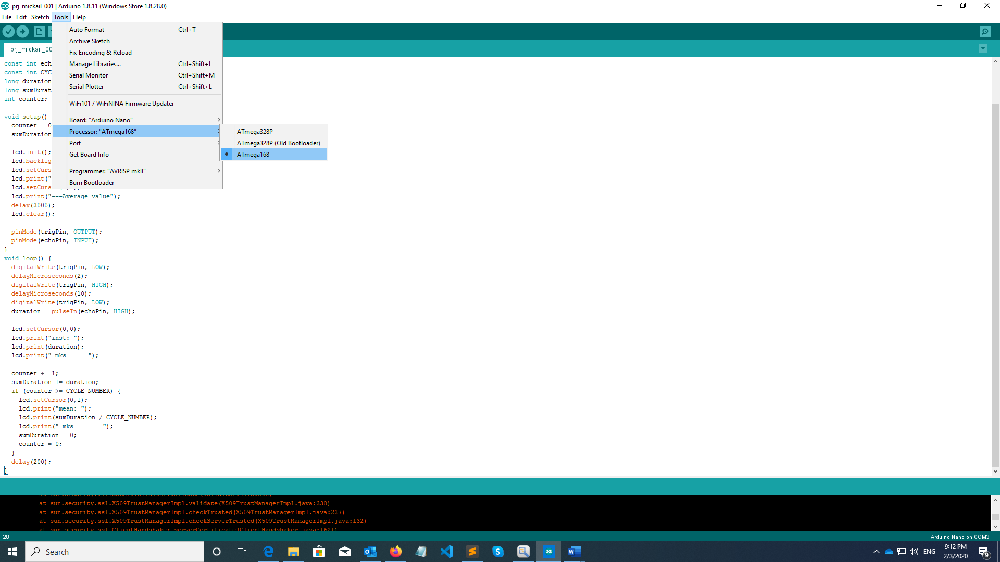 prj_mickail_001 | Arduino 1.8.11 (Windows Store 1.8.28.0)
File Edit Sketch Tools Help
prj_mickail_00
Auto Format Ctrl+T
Archive Sketch
Fix Encoding & Reload
Manage Libraries... Ctrl+Shift+I
Serial Monitor Ctrl+Shift+M
Serial Plotter Ctrl+Shift+L
WiFi101 / WiFiNINA Firmware Updater
Board: "Arduino Nano"
Processor: "ATmega168"
Port
Get Board Info
Programmer: "AVRISP mkII"
Burn Bootloader
ATmega328P
ATmega328P (Old Bootloader)
ATmega168
const int ech
const int CYC
long duration
long sumDurat
int counter;
void setup()
counter = 0
sumDuration
lcd.init();
lcd.backlig
lcd.setCurs
lcd.print("
lcd.setCurs
lcd.print("---Average value");
delay(3000);
lcd.clear();
pinMode(trigPin, OUTPUT);
pinMode(echoPin, INPUT);
}
void loop() {
digitalWrite(trigPin, LOW);
delayMicroseconds(2);
digitalWrite(trigPin, HIGH);
delayMicroseconds(10);
digitalWrite(trigPin, LOW);
duration = pulseIn(echoPin, HIGH);
lcd.setCursor(0,0);
lcd.print("inst: ");
lcd.print(duration);
lcd.print(" mks      ");
counter += 1;
sumDuration += duration;
if (counter >= CYCLE_NUMBER) {
lcd.setCursor(0,1);
lcd.print("mean: ");
lcd.print(sumDuration / CYCLE_NUMBER);
lcd.print(" mks        ");
sumDuration = 0;
counter = 0;
}
delay(200);
}
at sun.security.ssl.X509TrustManagerImpl.validate(X509TrustManagerImpl.java:330)
at sun.security.ssl.X509TrustManagerImpl.checkTrusted(X509TrustManagerImpl.java:237)
at sun.security.ssl.X509TrustManagerImpl.checkServerTrusted(X509TrustManagerImpl.java:132)
at sun.security.ssl.ClientHandshaker.serverCertificate(ClientHandshaker.java:1621)
28 Arduino Nano on COM3
Search
ENG
9:12 PM
2/3/2020
9